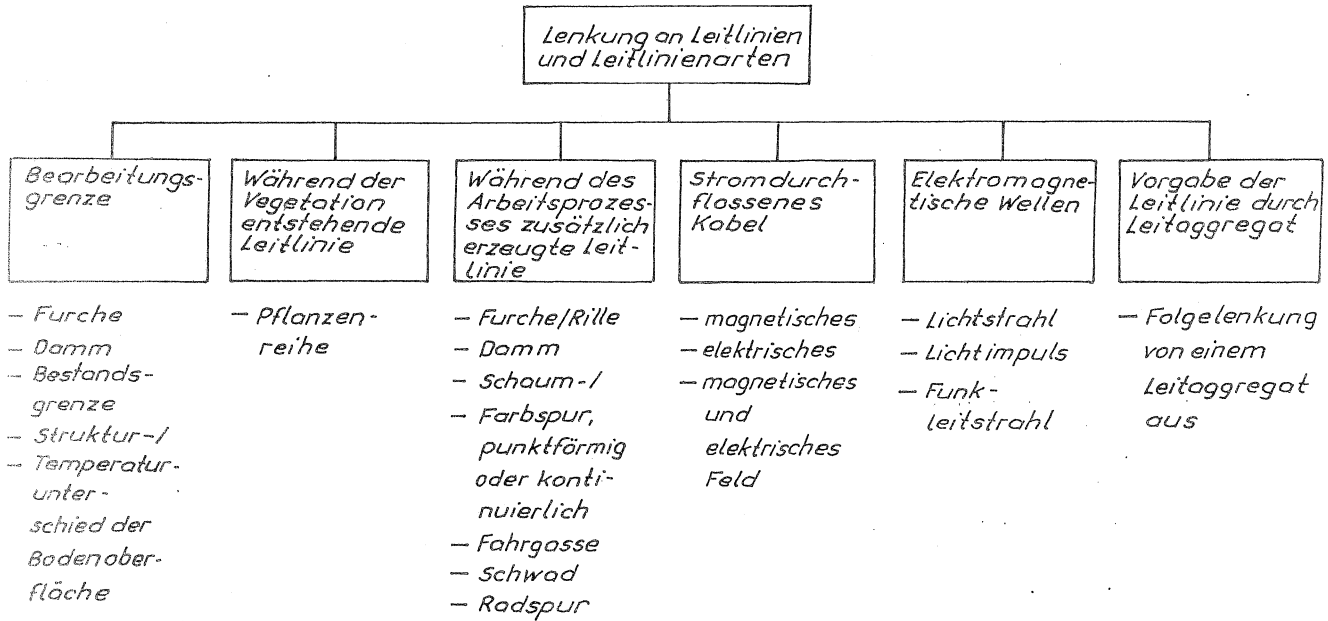 Lenkung an Leitlinien
und Leitlinienarten
Bearbeitungs-
grenze
Während der
Vegetation
entstehende
Leitlinie
Während des
Arbeitsprozes-
ses zusätzlich
erzeugte Leit-
linie
Stromdurch-
flossenes
Kabel
Elektromagne-
tische Wellen
Vorgabe der
Leitlinie durch
Leitaggregat
— Furche
— Damm
— Bestands-
grenze
— Struktur-/
— Temperatur-
unter-
schied der
Bodenober-
fläche
— Pflanzen-
reihe
— Furche/Rille
— Damm
— Schaum-/
— Farbspur,
punktförmig
oder konti-
nuierlich
— Fahrgasse
— Schwad
— Radspur
— magnetisches
— elektrisches
— magnetisches
und
elektrisches
Feld
— Lichtstrahl
— Lichtimpuls
— Funk-
leitstrahl
— Folgelenkung
von einem
Leitaggregat
aus